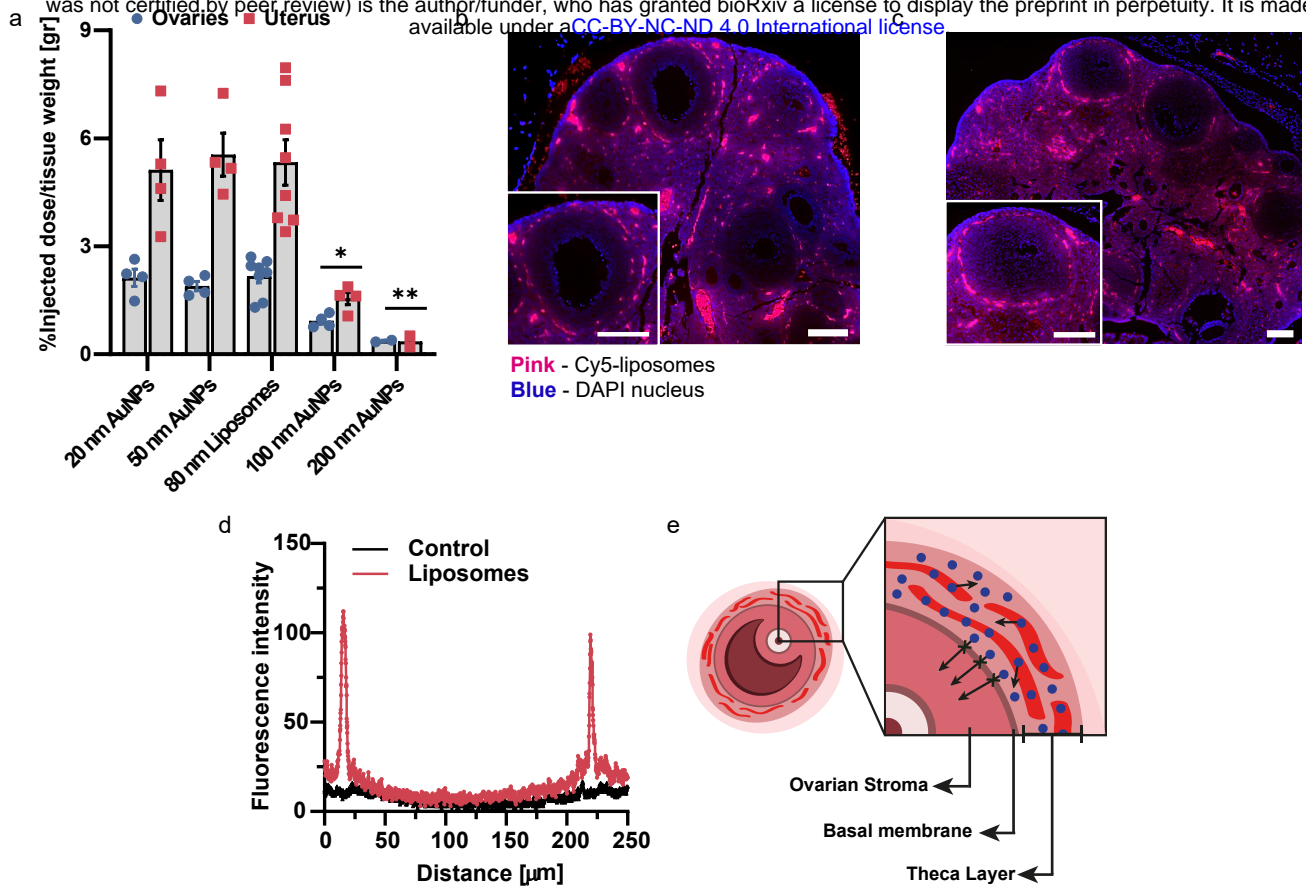 was not certified by peer review) is the author/funder, who has granted bioRxiv a license to display the preprint in perpetuity. It is made
available under aCC-BY-NC-ND 4.0 International license.
a
Ovaries Uterus
%Injected dose/tissue weight [gr]
9
6
3
0
*
**
20 nm AuNPs
50 nm AuNPs
80 nm Liposomes
100 nm AuNPs
200 nm AuNPs
b
c
Pink - Cy5-liposomes
Blue - DAPI nucleus
d
Fluorescence intensity
150
100
50
0
Control
Liposomes
0 50 100 150 200 250
Distance [µm]
e
Ovarian Stroma
Basal membrane
Theca Layer